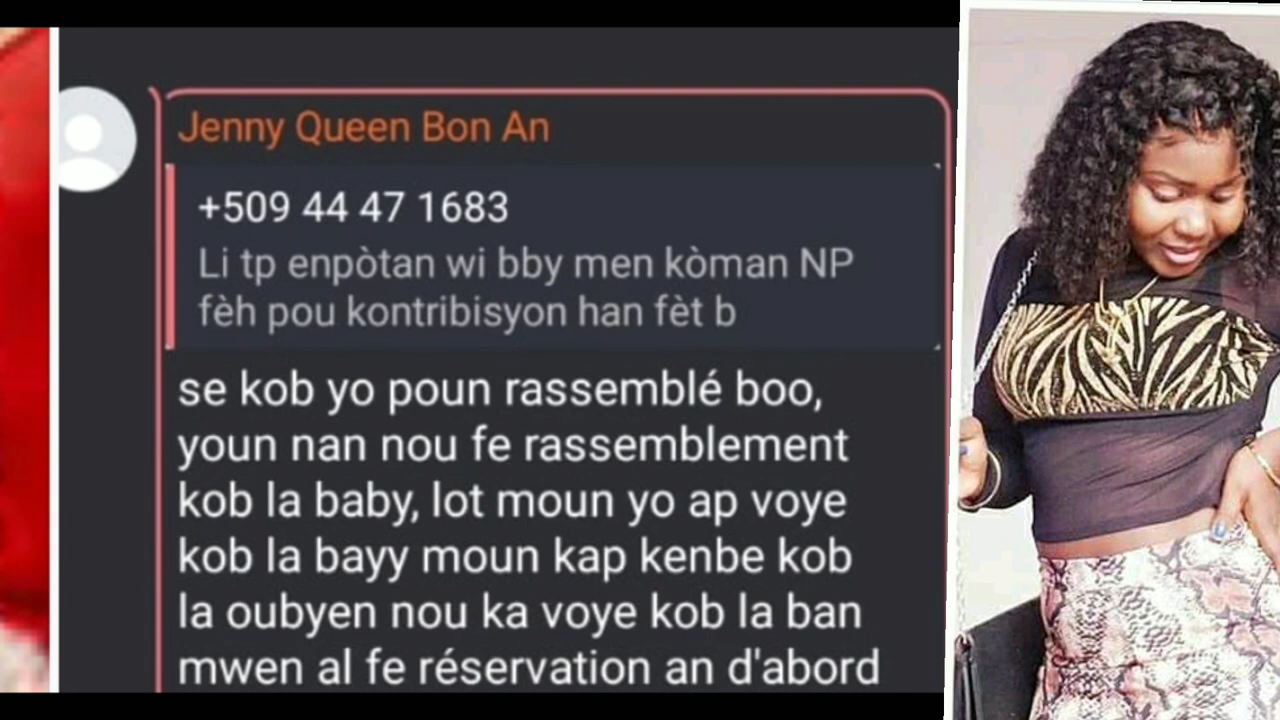 Jenny Queen Bon An
+509 44 47 1683
Li tp enpòtan wi bby men kòman NP
fèh pou kontribisyon han fèt b
se kob yo poun rassemblé boo,
youn nan nou fe rassemblement
kob la baby, lot moun yo ap voye
kob la bayy moun kap kenbe kob
la oubyen nou ka voye kob la ban
mwen al fe réservation an d'abord